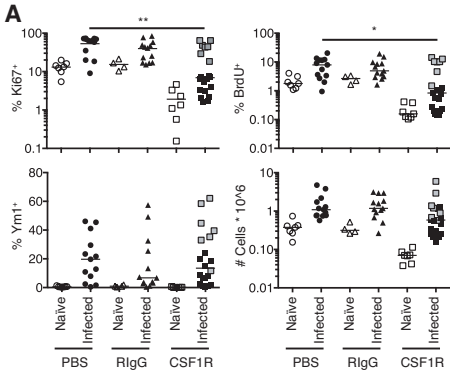 A
**
% Ki67⁺
100
10
1
0.1
*
% BrdU⁺
100
10
1
0.10
0.01
% Ym1⁺
80
60
40
20
0
# Cells * 10^6
10
1
0.10
0.01
Naïve
Infected
Naïve
Infected
Naïve
Infected
PBS
RIgG
CSF1R
Naïve
Infected
Naïve
Infected
Naïve
Infected
PBS
RIgG
CSF1R